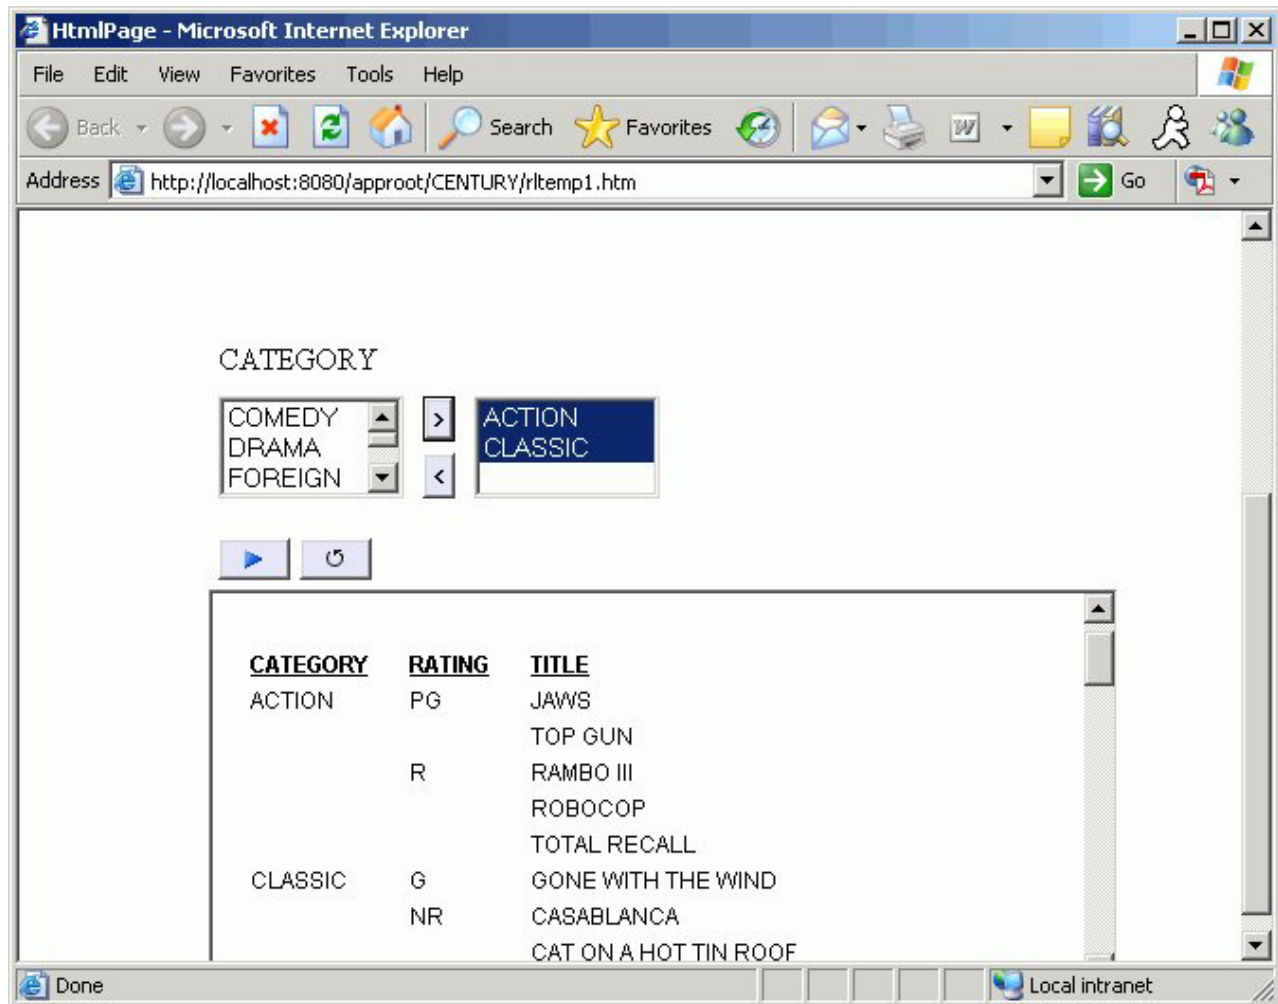 HtmlPage - Microsoft Internet Explorer
File Edit View Favorites Tools Help
Back Search Favorites W
Address http://localhost:8080/approot/CENTURY/rltemp1.htm Go
CATEGORY
COMEDY > ACTION
DRAMA CLASSIC
FOREIGN <
CATEGORY RATING TITLE
ACTION PG JAWS
TOP GUN
R RAMBO III
ROBOCOP
TOTAL RECALL
CLASSIC G GONE WITH THE WIND
NR CASABLANCA
CAT ON A HOT TIN ROOF
Done Local intranet